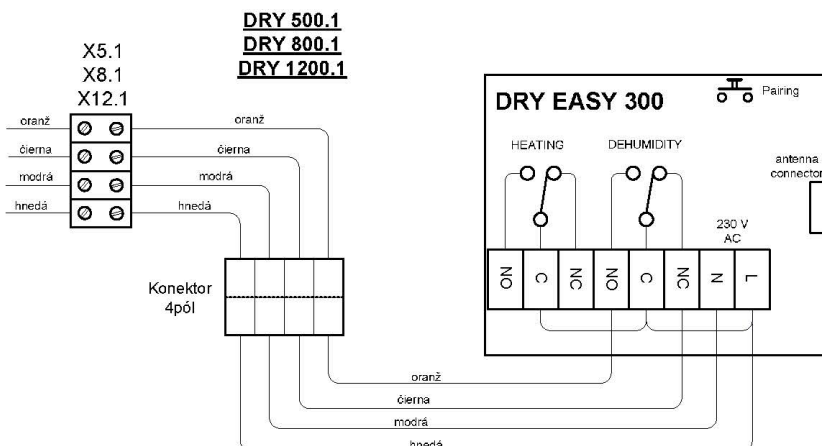 DRY 500.1
DRY 800.1
DRY 1200.1
X5.1
X8.1
X12.1
oranž
oranž
čierna
čierna
modrá
modrá
hnedá
hnedá
Konektor
4pól
DRY EASY 300
Pairing
HEATING
DEHUMIDITY
antenna
connector
230 V
AC
NO
C
NC
NO
C
NC
N
L
oranž
čierna
modrá
hnedá